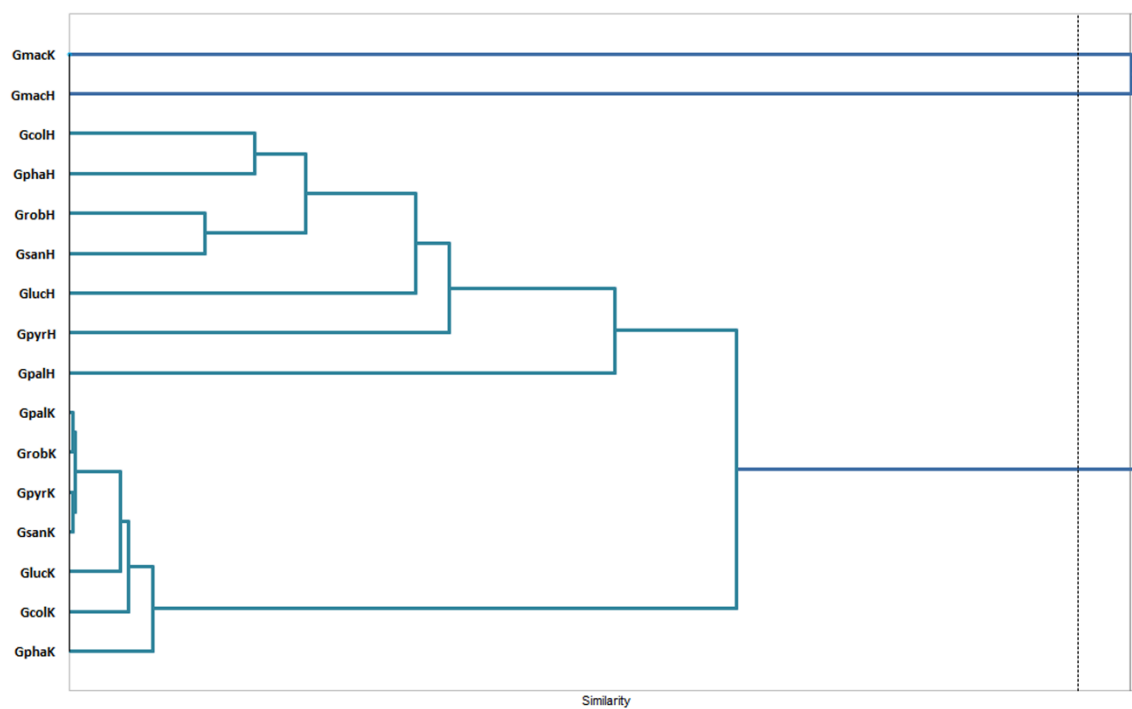 GmacK
GmacH
GcolH
GphaH
GrobH
GsanH
GlucH
GpyrH
GpalH
GpalK
GrobK
GpyrK
GsanK
GlucK
GcolK
GphaK
Similarity